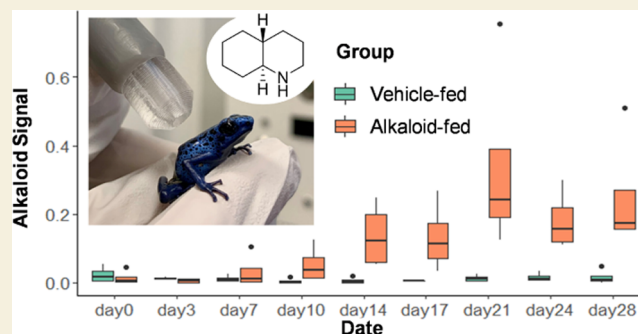 H
N
H
H
Group
Vehicle-fed
Alkaloid-fed
Alkaloid Signal
0.6
0.4
0.2
0.0
day0 day3 day7 day10 day14 day17 day21 day24 day28
Date